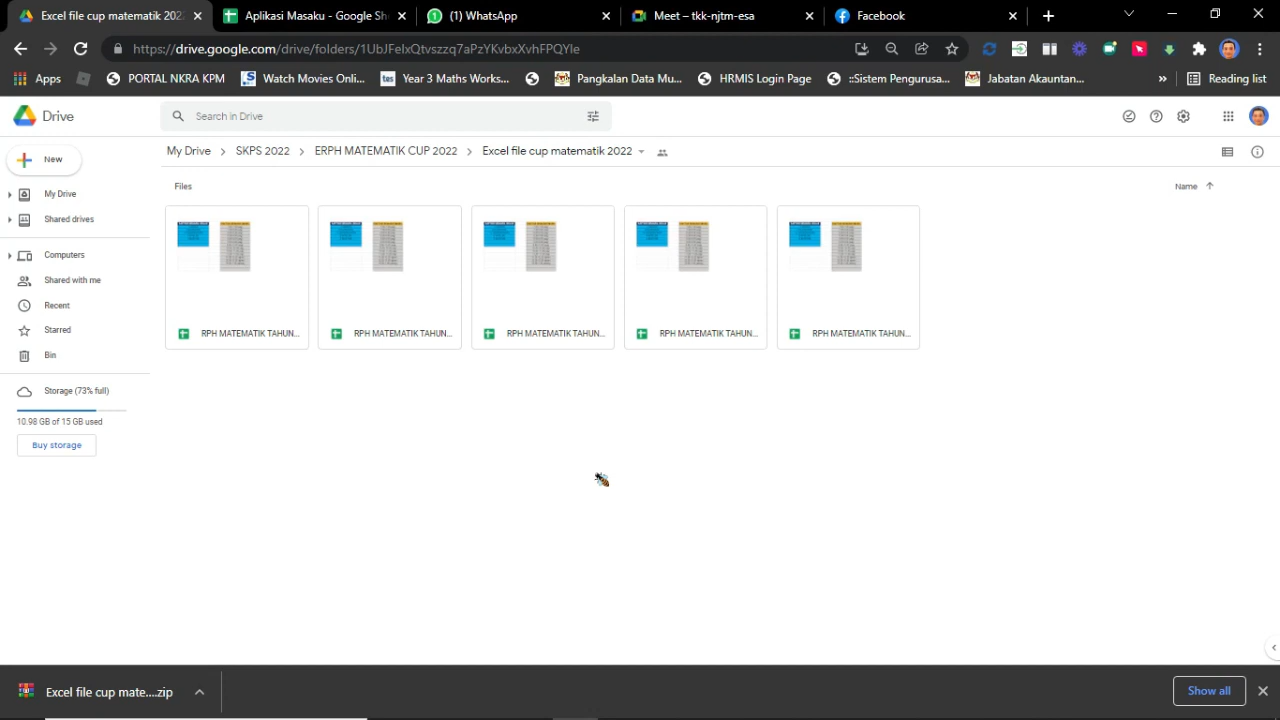 Excel file cup matematik 202
Aplikasi Masaku - Google Sh
(1) WhatsApp
Meet – tkk-njtm-esa
Facebook
https://drive.google.com/drive/folders/1UbJFelxQtvszzq7aPzYKvbxXvhFPQYle
Apps
PORTAL NKRA KPM
Watch Movies Onlin...
Year 3 Maths Works...
Pangkalan Data Mu...
HRMIS Login Page
::Sistem Pengurusa...
Jabatan Akauntan...
Reading list
Drive
Search in Drive
New
My Drive
SKPS 2022
ERPH MATEMATIK CUP 2022
Excel file cup matematik 2022
My Drive
Shared drives
Computers
Shared with me
Recent
Starred
Bin
Storage (73% full)
10.98 GB of 15 GB used
Buy storage
Files
Name
RPH MATEMATIK TAHUN...
RPH MATEMATIK TAHUN...
RPH MATEMATIK TAHUN...
RPH MATEMATIK TAHUN...
RPH MATEMATIK TAHUN...
Excel file cup mate....zip
Show all